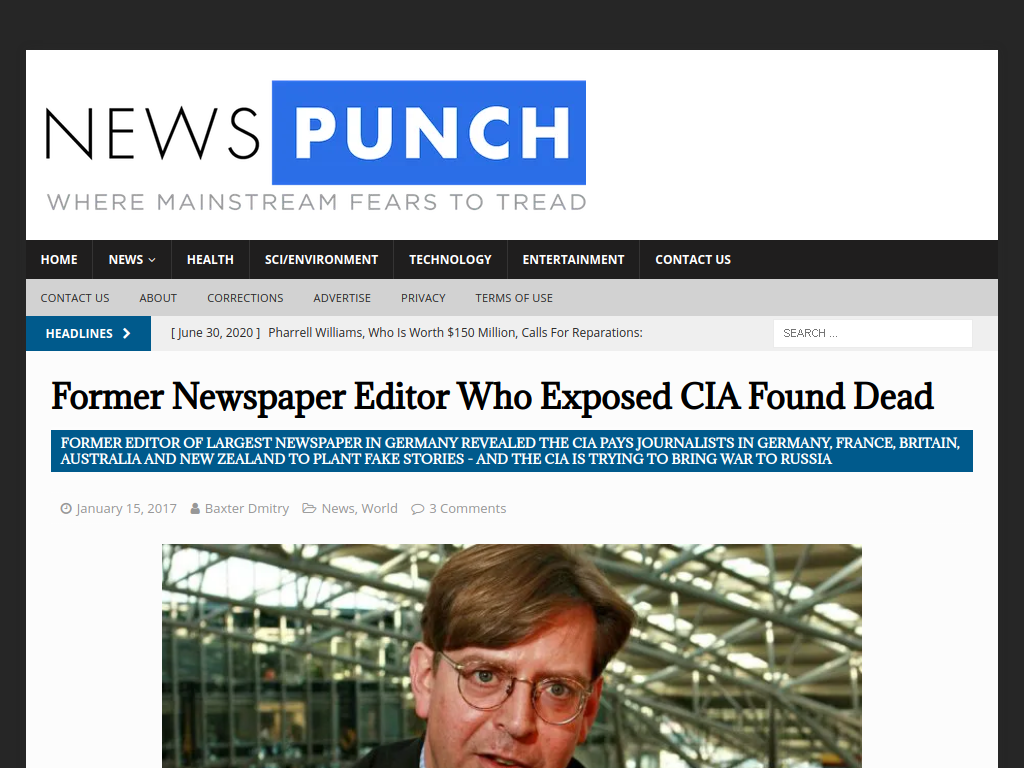 NEWS PUNCH
WHERE MAINSTREAM FEARS TO TREAD
HOME NEWS HEALTH SCI/ENVIRONMENT TECHNOLOGY ENTERTAINMENT CONTACT US
CONTACT US ABOUT CORRECTIONS ADVERTISE PRIVACY TERMS OF USE
HEADLINES [ June 30, 2020 ] Pharrell Williams, Who Is Worth $150 Million, Calls For Reparations: SEARCH ...
Former Newspaper Editor Who Exposed CIA Found Dead
FORMER EDITOR OF LARGEST NEWSPAPER IN GERMANY REVEALED THE CIA PAYS JOURNALISTS IN GERMANY, FRANCE, BRITAIN,
AUSTRALIA AND NEW ZEALAND TO PLANT FAKE STORIES - AND THE CIA IS TRYING TO BRING WAR TO RUSSIA
January 15, 2017 Baxter Dmitry News, World 3 Comments